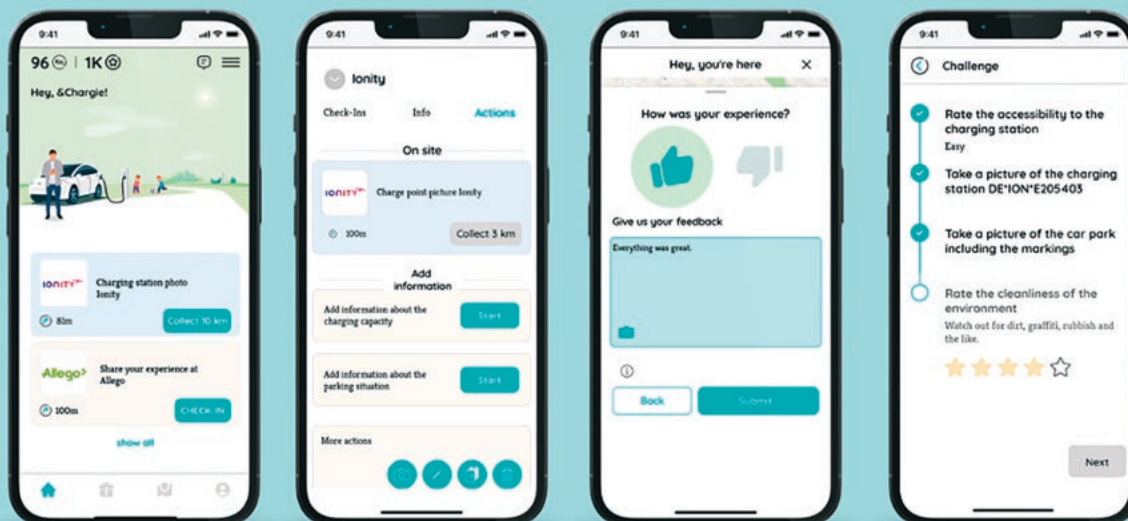 9:41
96 Km | 1K
Hey, &Chargie!
IONITY
Charging station photo
Ionity
81m
Collect 10 km
Allego>
Share your experience at
Allego
100m
CHECK IN
show all
9:41
Ionity
Check-Ins Info Actions
On site
IONITY
Charge point picture Ionity
100m
Collect 3 km
Add
information
Add information about the
charging capacity
Start
Add information about the
parking situation
Start
More actions
9:41
Hey, you're here
How was your experience?
Give us your feedback
Everything was great.
Back
Submit
9:41
Challenge
Rate the accessibility to the
charging station
Easy
Take a picture of the charging
station DE*ION*E205403
Take a picture of the car park
including the markings
Rate the cleanliness of the
environment
Watch out for dirt, graffiti, rubbish and
the like.
Next